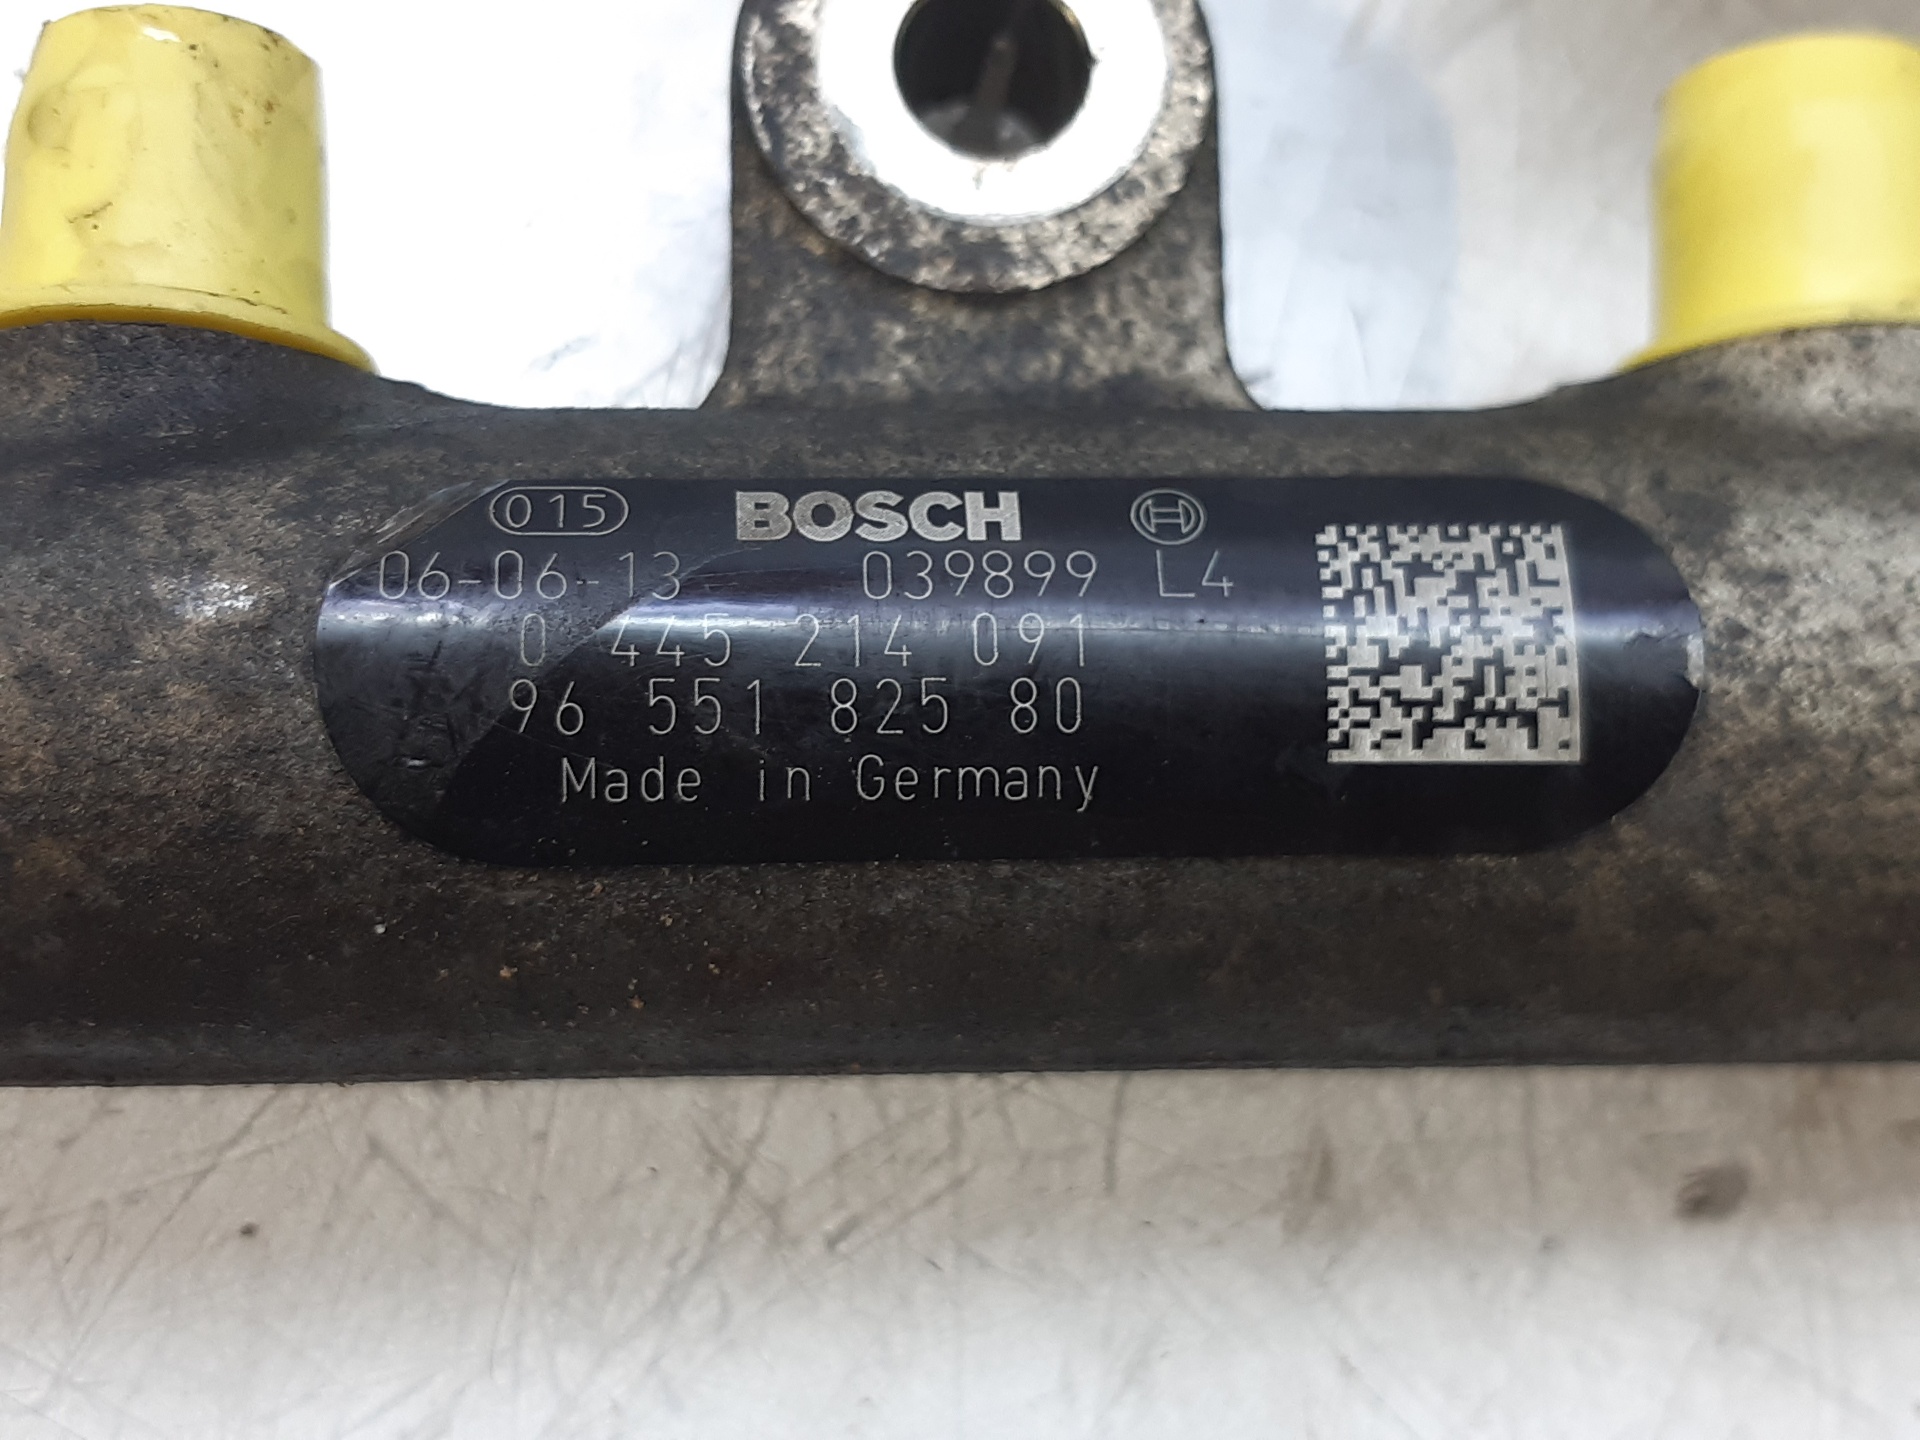 015 BOSCH
06-06-13 039899 L4
0 445 214 091
96 551 825 80
Made in Germany